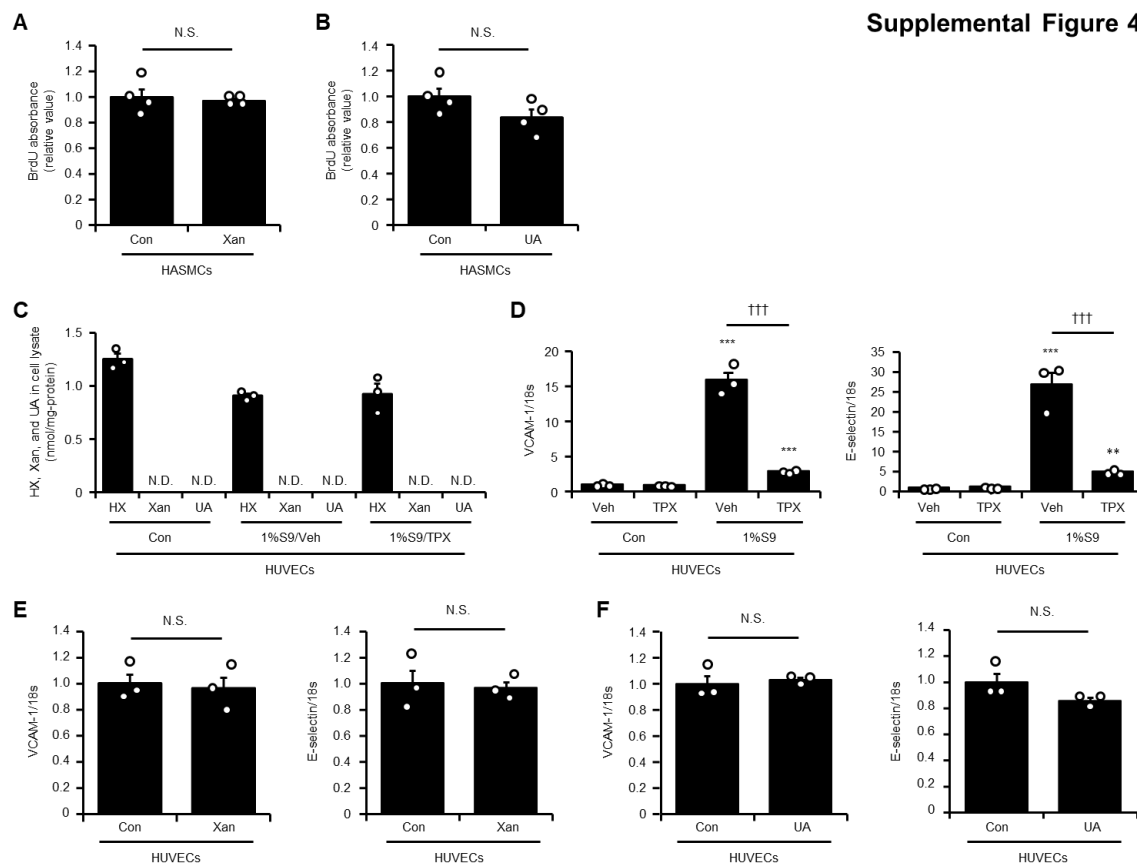 Supplemental Figure 4
A
N.S.
BrdU absorbance
(relative value)
1.4
1.2
1.0
0.8
0.6
0.4
0.2
0
Con Xan
HASMCs
B
N.S.
BrdU absorbance
(relative value)
1.4
1.2
1.0
0.8
0.6
0.4
0.2
0
Con UA
HASMCs
C
HX, Xan, and UA in cell lysate
(nmol/mg-protein)
1.5
1.0
0.5
0
N.D. N.D. N.D. N.D. N.D. N.D.
HX Xan UA HX Xan UA HX Xan UA
Con 1%S9/Veh 1%S9/TPX
HUVECs
D
†††
***
***
VCAM-1/18s
20
15
10
5
0
Veh TPX Veh TPX
Con 1%S9
HUVECs
†††
***
**
E-selectin/18s
35
30
25
20
15
10
5
0
Veh TPX Veh TPX
Con 1%S9
HUVECs
E
N.S.
VCAM-1/18s
1.4
1.2
1.0
0.8
0.6
0.4
0.2
0
Con Xan
HUVECs
N.S.
E-selectin/18s
1.4
1.2
1.0
0.8
0.6
0.4
0.2
0
Con Xan
HUVECs
F
N.S.
VCAM-1/18s
1.4
1.2
1.0
0.8
0.6
0.4
0.2
0
Con UA
HUVECs
N.S.
E-selectin/18s
1.4
1.2
1.0
0.8
0.6
0.4
0.2
0
Con UA
HUVECs